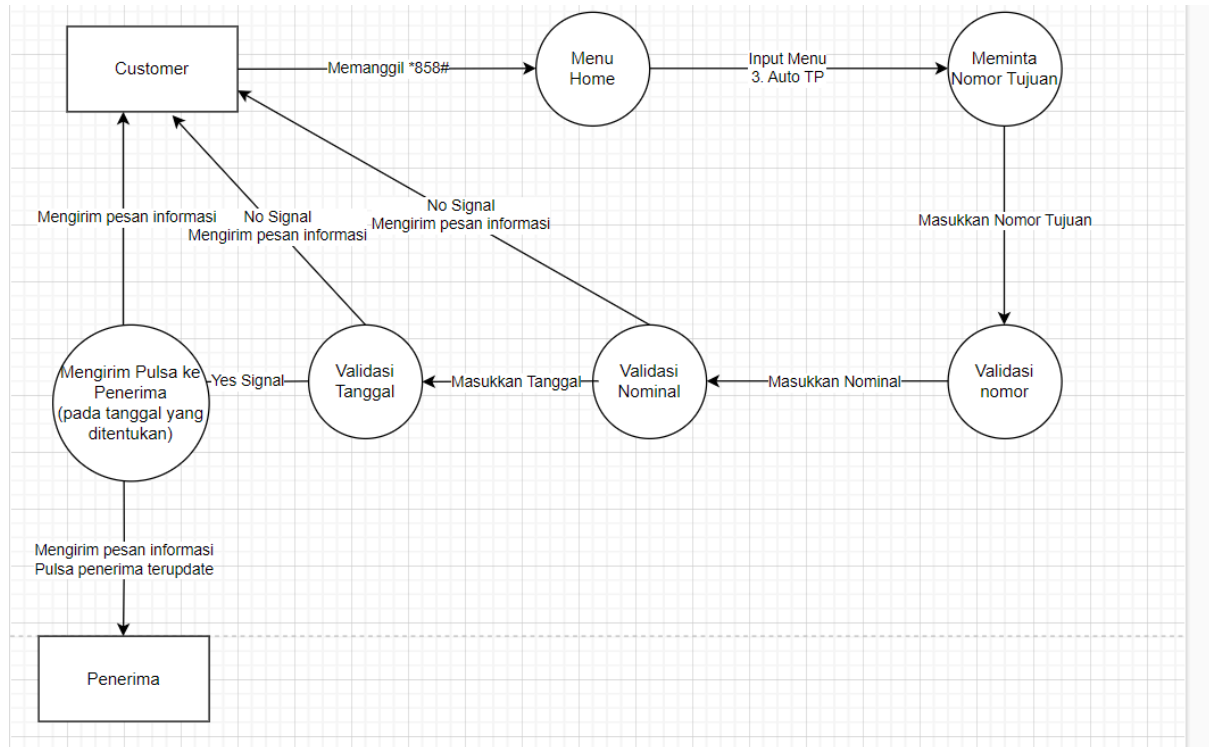 Customer
Memanggil *858#
Menu
Home
Input Menu
3. Auto TP
Meminta
Nomor Tujuan
Mengirim pesan informasi
No Signal
Mengirim pesan informasi
No Signal
Mengirim pesan informasi
Masukkan Nomor Tujuan
Mengirim Pulsa ke
Penerima
(pada tanggal yang
ditentukan)
Yes Signal
Validasi
Tanggal
Masukkan Tanggal
Validasi
Nominal
Masukkan Nominal
Validasi
nomor
Mengirim pesan informasi
Pulsa penerima terupdate
Penerima